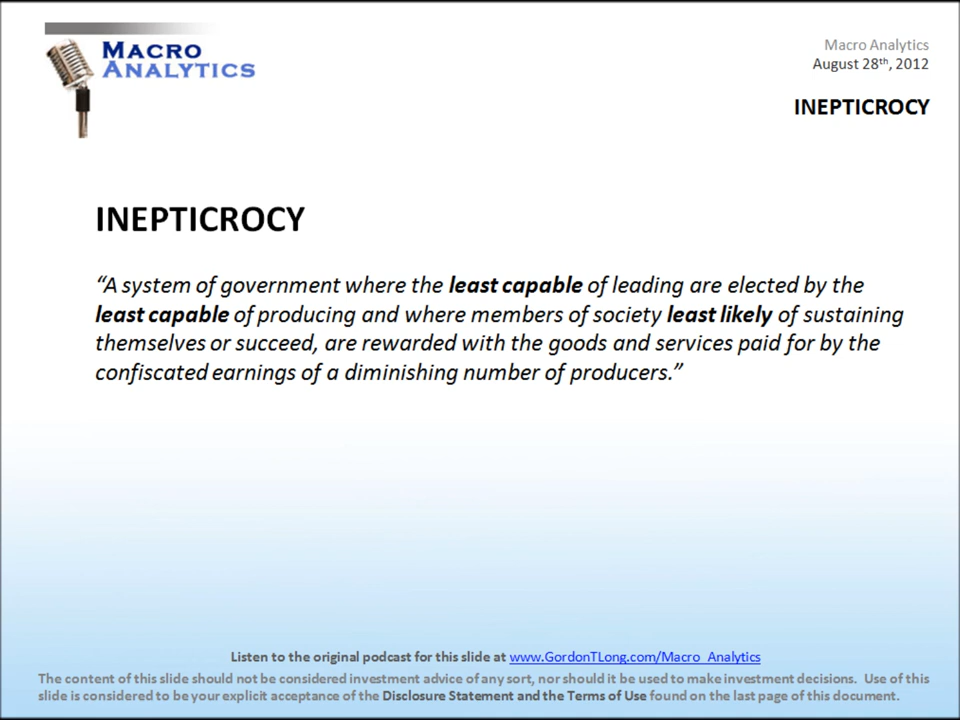 MACRO
ANALYTICS
Macro Analytics
August 28th, 2012
INEPTICROCY
INEPTICROCY
“A system of government where the least capable of leading are elected by the
least capable of producing and where members of society least likely of sustaining
themselves or succeed, are rewarded with the goods and services paid for by the
confiscated earnings of a diminishing number of producers.”
Listen to the original podcast for this slide at www.GordonTLong.com/Macro_Analytics
The content of this slide should not be considered investment advice of any sort, nor should it be used to make investment decisions. Use of this
slide is considered to be your explicit acceptance of the Disclosure Statement and the Terms of Use found on the last page of this document.